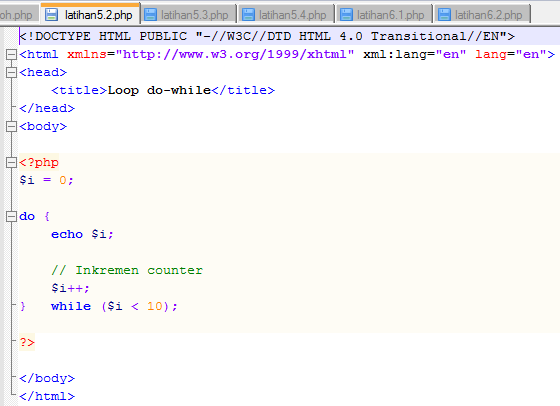 oh.php latihan5.2.php latihan5.3.php latihan5.4.php latihan6.1.php latihan6.2.php
<!DOCTYPE HTML PUBLIC "-//W3C//DTD HTML 4.0 Transitional//EN">
<html xmlns="http://www.w3.org/1999/xhtml" xml:lang="en" lang="en">
<head>
    <title>Loop do-while</title>
</head>
<body>
<?php
$i = 0;
do {
    echo $i;
    // Inkremen counter
    $i++;
}   while ($i < 10);
?>
</body>
</html>